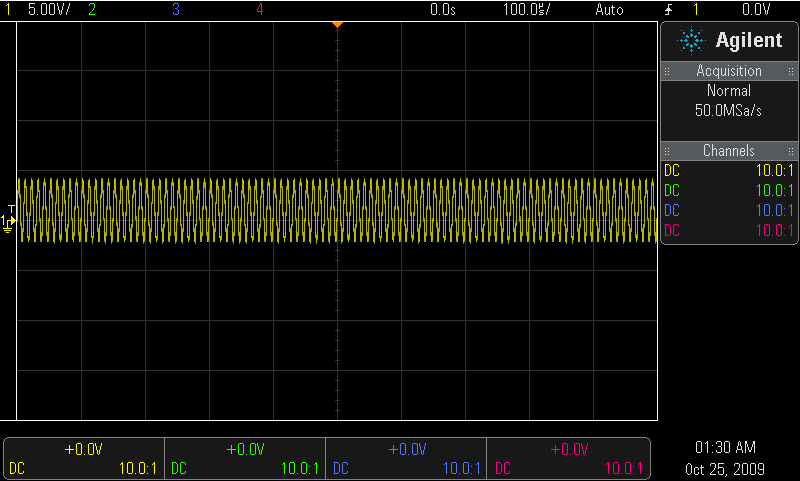 1 5.00V/ 2 3 4 0.0s 100.0µs/ Auto 1 0.0V
Agilent
Acquisition
Normal
50.0MSa/s
Channels
DC 10.0:1
DC 10.0:1
DC 10.0:1
DC 10.0:1
T
1
+0.0V +0.0V +0.0V +0.0V
DC 10.0:1 DC 10.0:1 DC 10.0:1 DC 10.0:1
01:30 AM
Oct 25, 2009